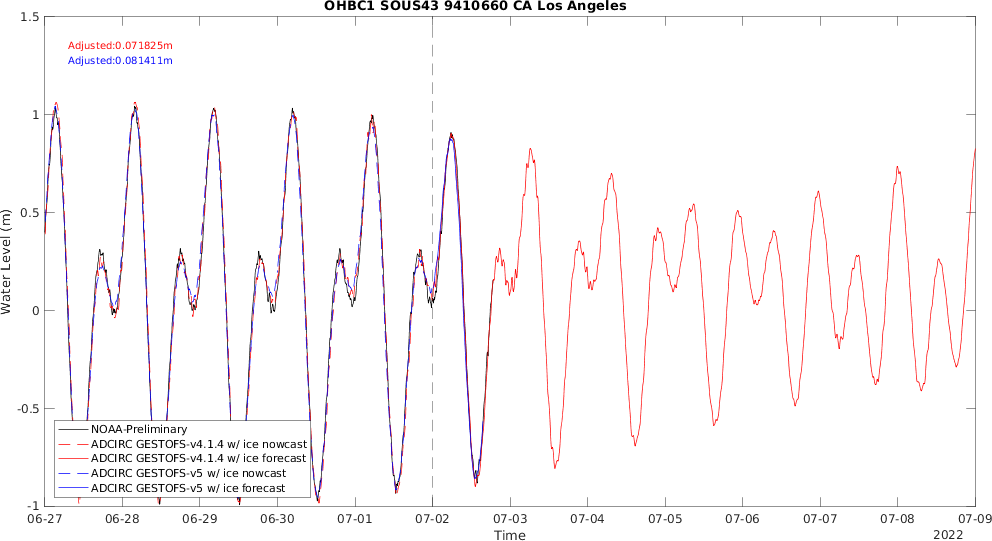 OHBC1 SOUS43 9410660 CA Los Angeles
1.5
Adjusted:0.071825m
Adjusted:0.081411m
1
0.5
Water Level (m)
0
-0.5
NOAA-Preliminary
ADCIRC GESTOFS-v4.1.4 w/ ice nowcast
ADCIRC GESTOFS-v4.1.4 w/ ice forecast
ADCIRC GESTOFS-v5 w/ ice nowcast
ADCIRC GESTOFS-v5 w/ ice forecast
-1
06-27 06-28 06-29 06-30 07-01 07-02 07-03 07-04 07-05 07-06 07-07 07-08 07-09
Time
2022